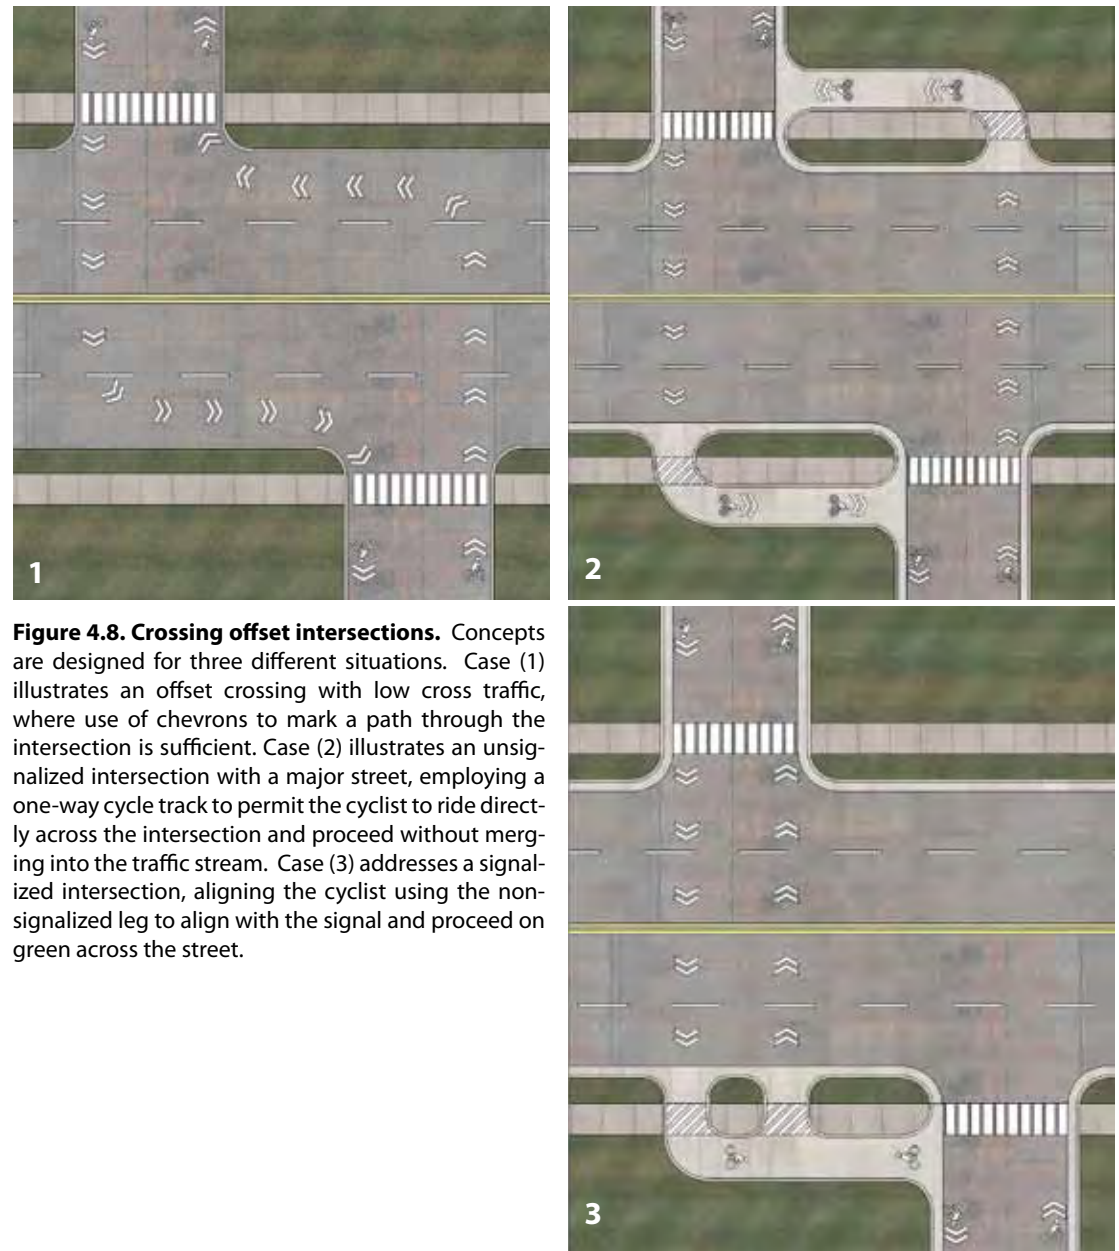 1
2
Figure 4.8. Crossing offset intersections. Concepts
are designed for three different situations. Case (1)
illustrates an offset crossing with low cross traffic,
where use of chevrons to mark a path through the
intersection is sufficient. Case (2) illustrates an unsig-
nalized intersection with a major street, employing a
one-way cycle track to permit the cyclist to ride direct-
ly across the intersection and proceed without merg-
ing into the traffic stream. Case (3) addresses a signal-
ized intersection, aligning the cyclist using the non-
signalized leg to align with the signal and proceed on
green across the street.
3